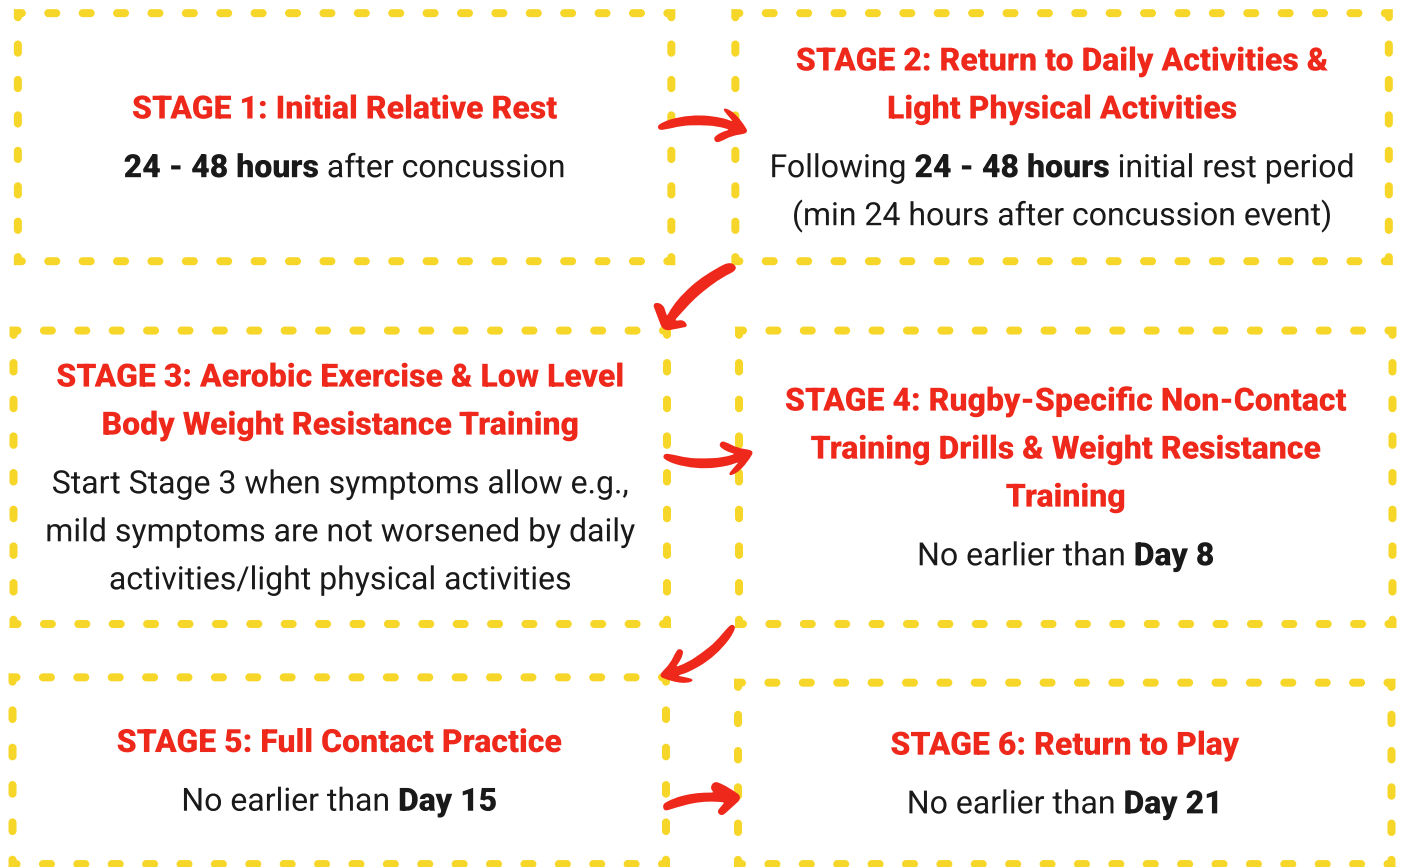 STAGE 1: Initial Relative Rest
24 - 48 hours after concussion
STAGE 2: Return to Daily Activities &
Light Physical Activities
Following 24 - 48 hours initial rest period
(min 24 hours after concussion event)
STAGE 3: Aerobic Exercise & Low Level
Body Weight Resistance Training
Start Stage 3 when symptoms allow e.g.,
mild symptoms are not worsened by daily
activities/light physical activities
STAGE 4: Rugby-Specific Non-Contact
Training Drills & Weight Resistance
Training
No earlier than Day 8
STAGE 5: Full Contact Practice
No earlier than Day 15
STAGE 6: Return to Play
No earlier than Day 21